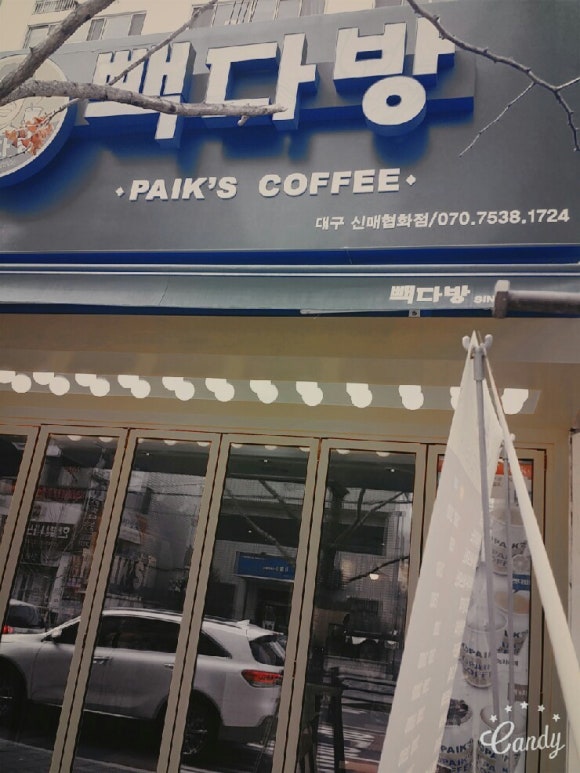 빽다방
PAIK'S COFFEE
대구 신매협화점/070.7538.1724
빽다방 SIN
PAIK'S
PAIK'S
Candy